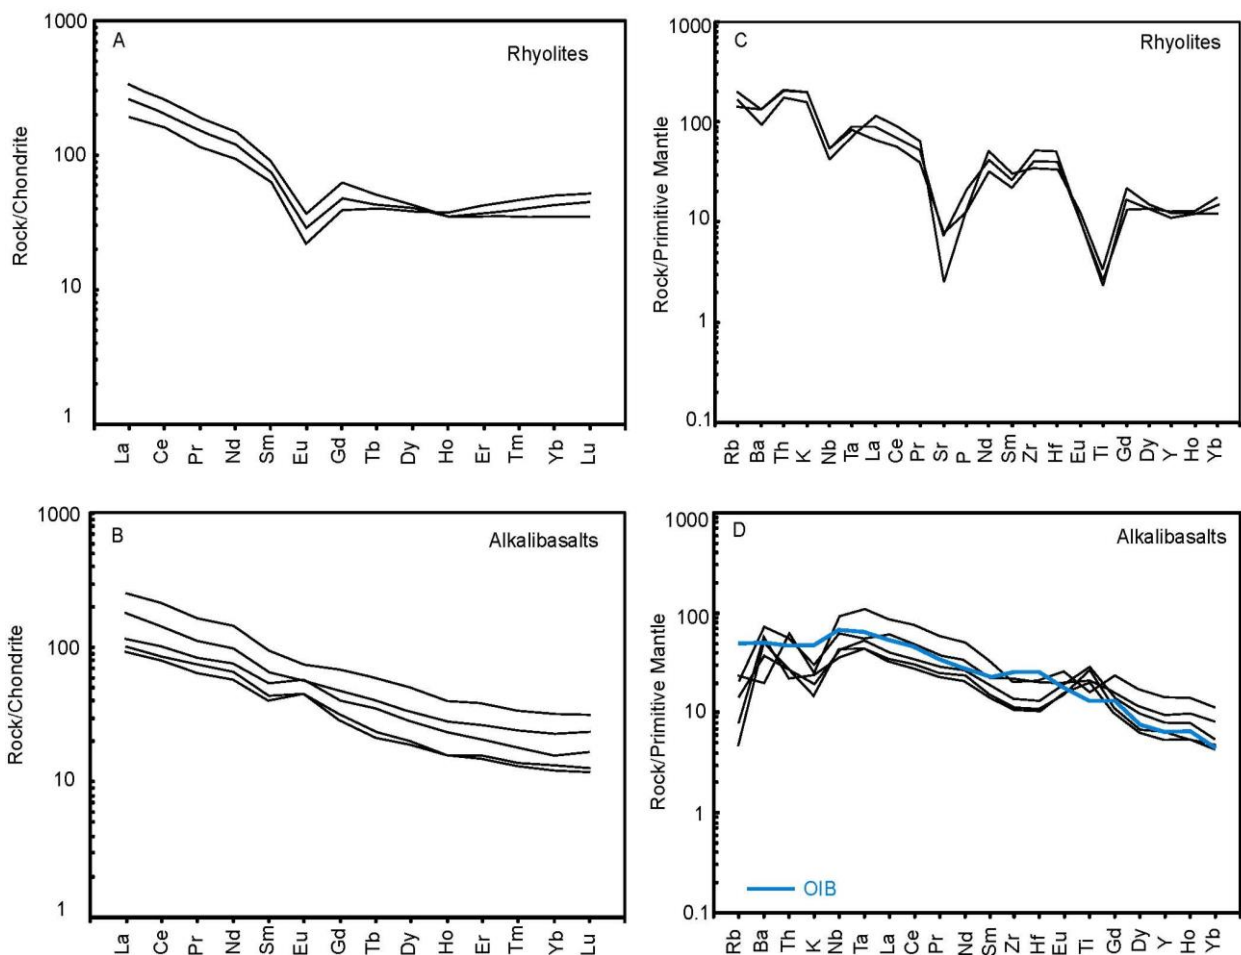 A
Rhyolites
Rock/Chondrite
1000
100
10
1
La Ce Pr Nd Sm Eu Gd Tb Dy Ho Er Tm Yb Lu
C
Rhyolites
Rock/Primitive Mantle
1000
100
10
1
0.1
Rb Ba Th K Nb Ta La Ce Pr Sr P Nd Sm Zr Hf Eu Ti Gd Dy Y Ho Yb
B
Alkalibasalts
Rock/Chondrite
1000
100
10
1
La Ce Pr Nd Sm Eu Gd Tb Dy Ho Er Tm Yb Lu
D
Alkalibasalts
Rock/Primitive Mantle
1000
100
10
1
0.1
OIB
Rb Ba Th K Nb Ta La Ce Pr Nd Sm Zr Hf Eu Ti Gd Dy Y Ho Yb